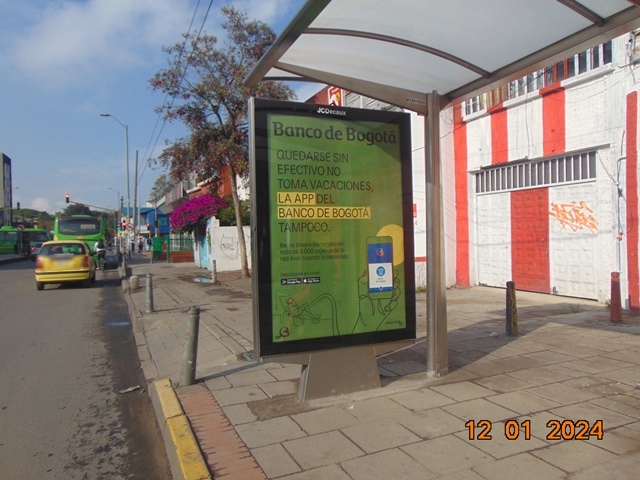 JCDecaux
Banco de Bogotá
QUEDARSE SIN
EFECTIVO NO
TOMA VACACIONES,
LA APP DEL
BANCO DE BOGOTÁ
TAMPOCO.
12 01 2024